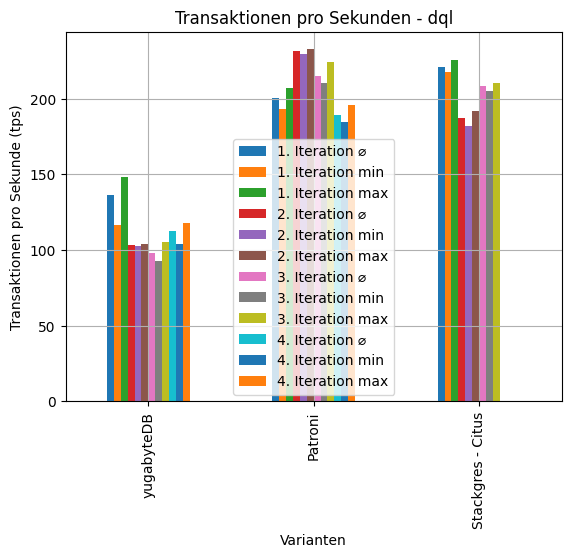 Transaktionen pro Sekunden - dql
Transaktionen pro Sekunde (tps)
200
150
100
50
0
1. Iteration ⌀
1. Iteration min
1. Iteration max
2. Iteration ⌀
2. Iteration min
2. Iteration max
3. Iteration ⌀
3. Iteration min
3. Iteration max
4. Iteration ⌀
4. Iteration min
4. Iteration max
yugabyteDB
Patroni
Stackgres - Citus
Varianten